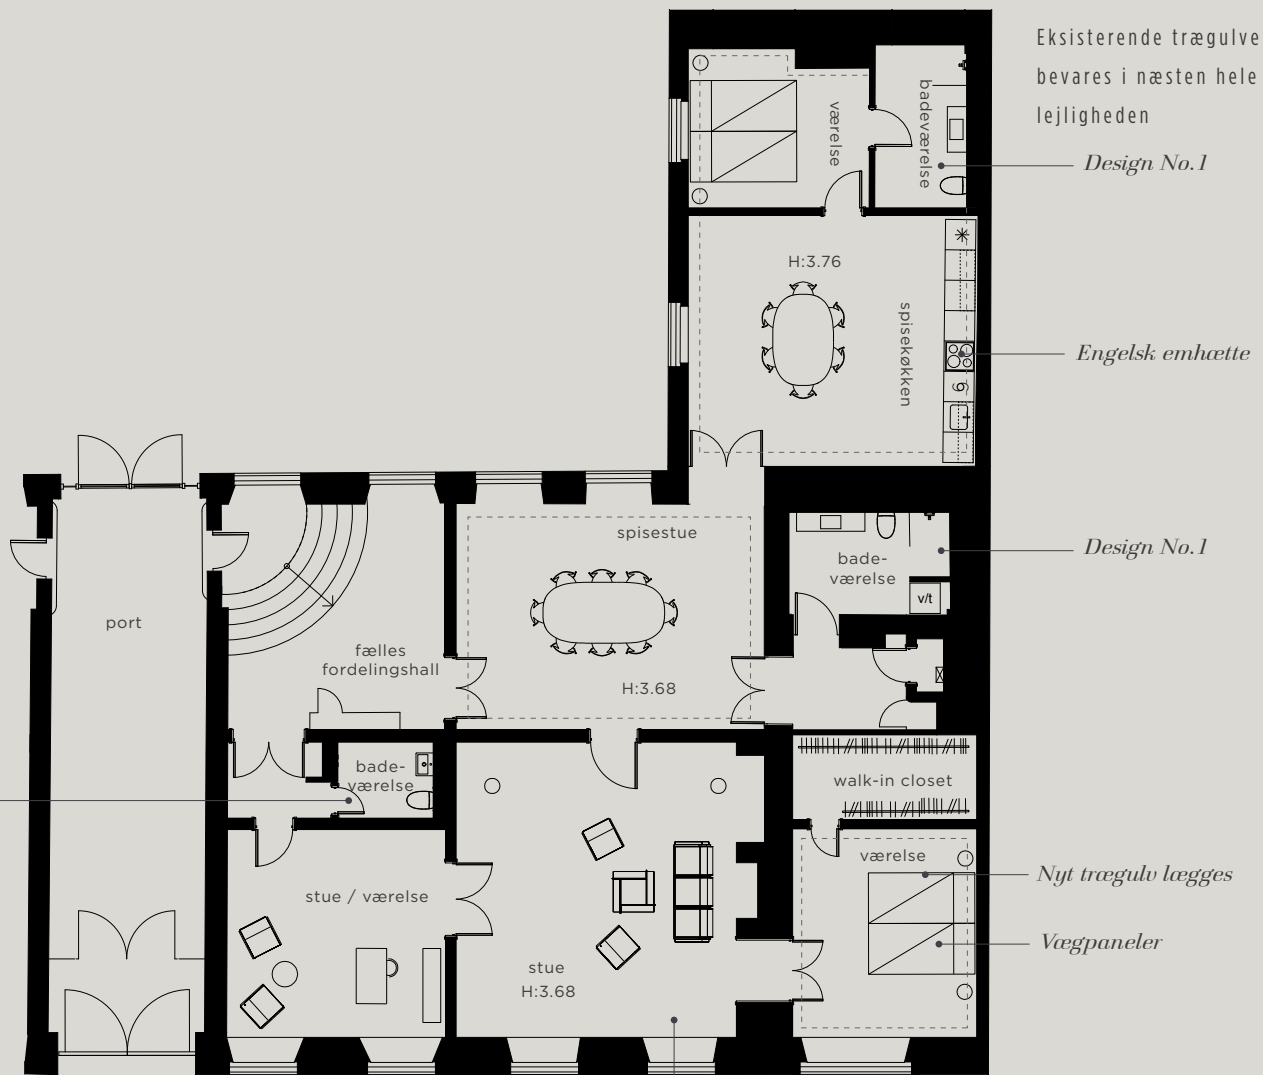 Eksisterende trægulve
bevares i næsten hele
lejligheden
værelse
badeværelse
Design No.1
H:3.76
spisekøkken
Engelsk emhætte
spisestue
bade-
værelse
Design No.1
v/t
port
fælles
fordelingshall
H:3.68
bade-
værelse
walk-in closet
værelse
Nyt trægulv lægges
stue / værelse
Vægpaneler
stue
H:3.68